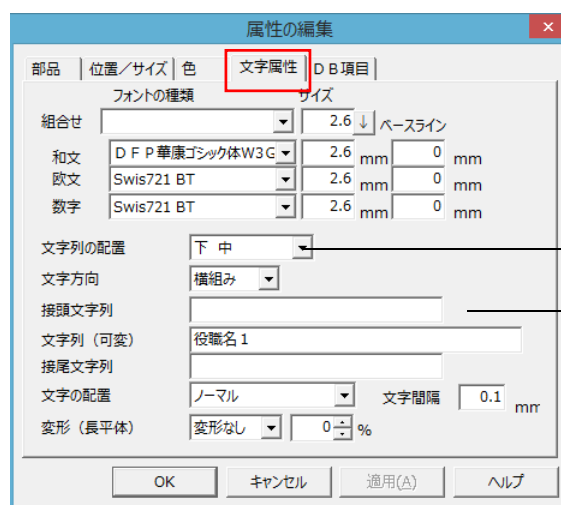 属性の編集 ×
部品 位置／サイズ 色 文字属性 ＤＢ項目
フォントの種類 サイズ
組合せ 2.6 ↓ ベースライン
和文 ＤＦＰ華康ゴシック体W3G 2.6 mm 0 mm
欧文 Swis721 BT 2.6 mm 0 mm
数字 Swis721 BT 2.6 mm 0 mm
文字列の配置 下 中
文字方向 横組み
接頭文字列
文字列（可変） 役職名１
接尾文字列
文字の配置 ノーマル 文字間隔 0.1 mm
変形（長平体） 変形なし 0 %
OK キャンセル 適用(A) ヘルプ